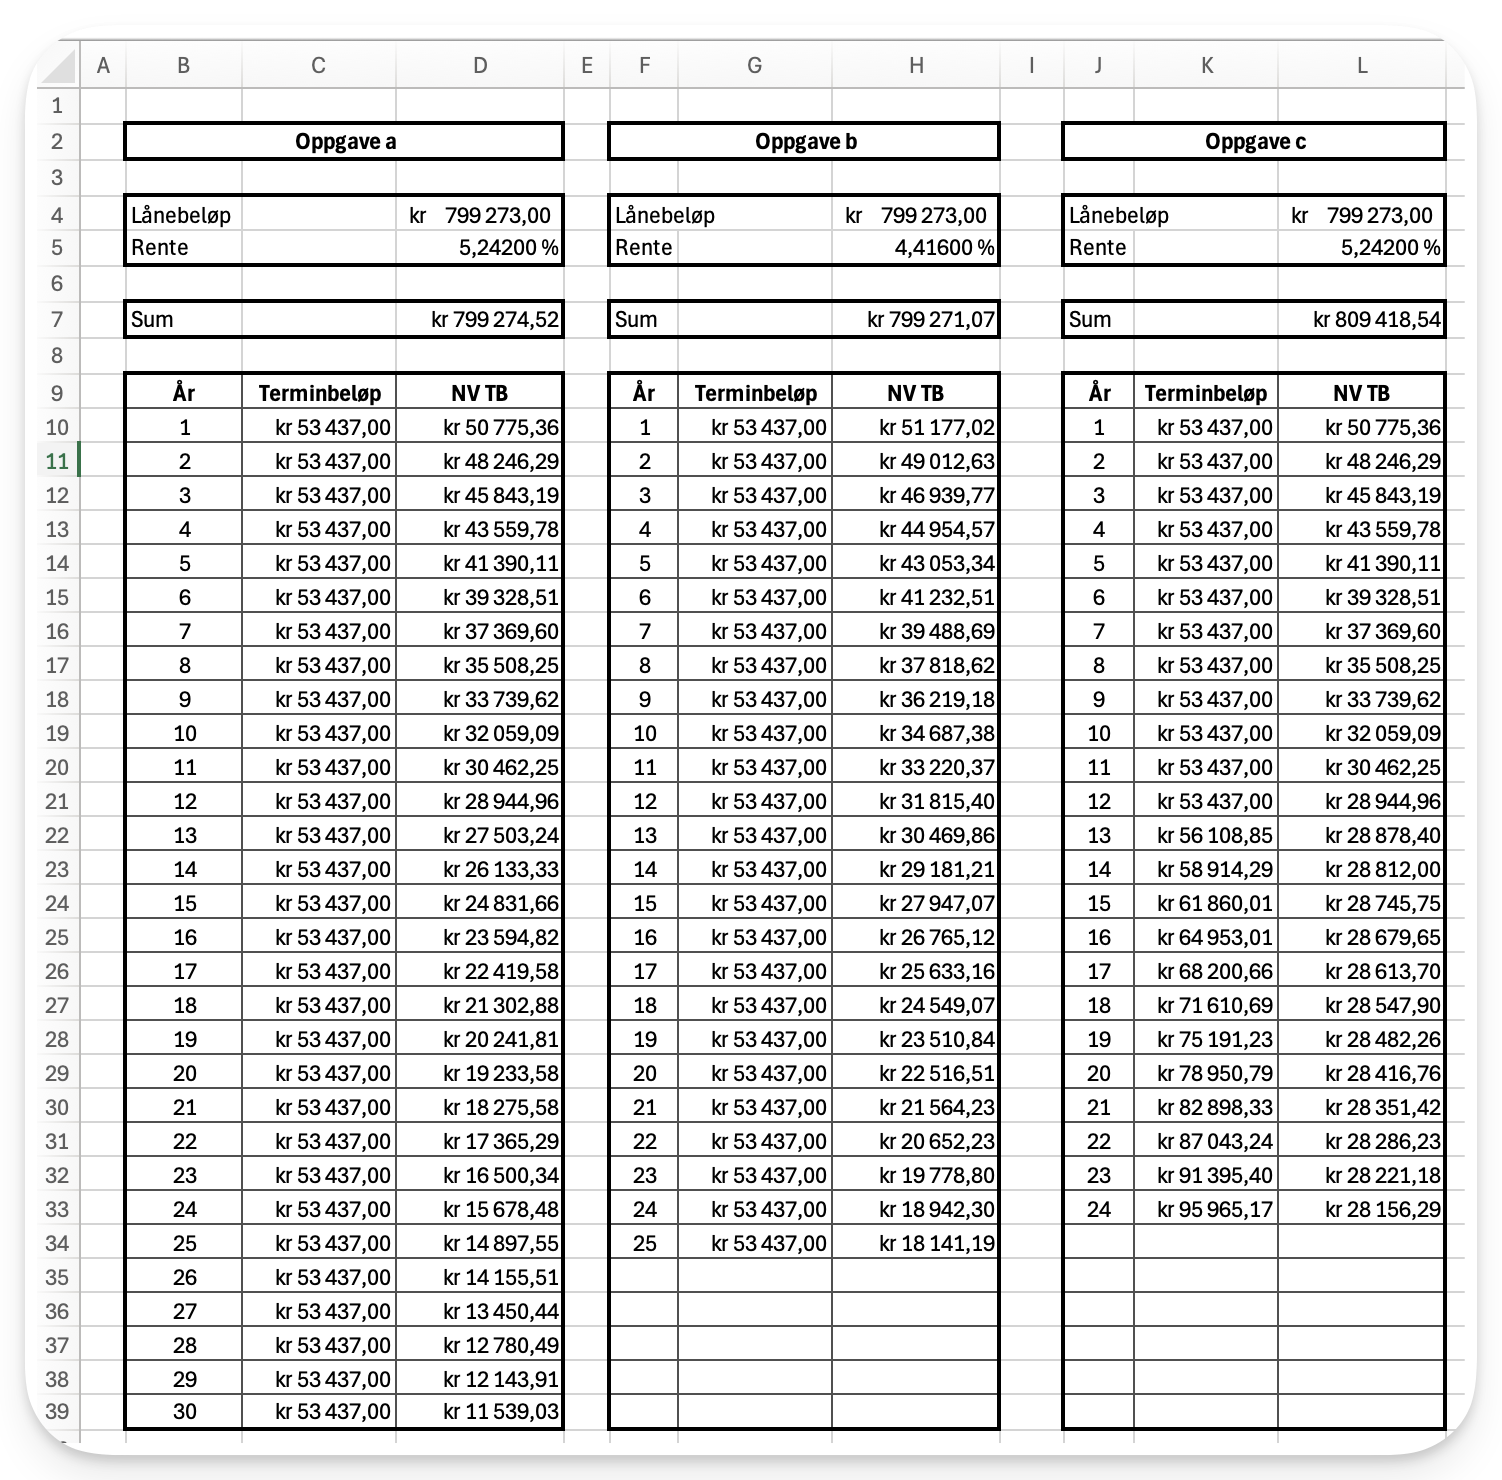 A B C D E F G H I J K L
1
2 Oppgave a Oppgave b Oppgave c
3
4 Lånebeløp kr 799 273,00 Lånebeløp kr 799 273,00 Lånebeløp kr 799 273,00
5 Rente 5,24200 % Rente 4,41600 % Rente 5,24200 %
6
7 Sum kr 799 274,52 Sum kr 799 271,07 Sum kr 809 418,54
8
9 År Terminbeløp NV TB År Terminbeløp NV TB År Terminbeløp NV TB
10 1 kr 53 437,00 kr 50 775,36 1 kr 53 437,00 kr 51 177,02 1 kr 53 437,00 kr 50 775,36
11 2 kr 53 437,00 kr 48 246,29 2 kr 53 437,00 kr 49 012,63 2 kr 53 437,00 kr 48 246,29
12 3 kr 53 437,00 kr 45 843,19 3 kr 53 437,00 kr 46 939,77 3 kr 53 437,00 kr 45 843,19
13 4 kr 53 437,00 kr 43 559,78 4 kr 53 437,00 kr 44 954,57 4 kr 53 437,00 kr 43 559,78
14 5 kr 53 437,00 kr 41 390,11 5 kr 53 437,00 kr 43 053,34 5 kr 53 437,00 kr 41 390,11
15 6 kr 53 437,00 kr 39 328,51 6 kr 53 437,00 kr 41 232,51 6 kr 53 437,00 kr 39 328,51
16 7 kr 53 437,00 kr 37 369,60 7 kr 53 437,00 kr 39 488,69 7 kr 53 437,00 kr 37 369,60
17 8 kr 53 437,00 kr 35 508,25 8 kr 53 437,00 kr 37 818,62 8 kr 53 437,00 kr 35 508,25
18 9 kr 53 437,00 kr 33 739,62 9 kr 53 437,00 kr 36 219,18 9 kr 53 437,00 kr 33 739,62
19 10 kr 53 437,00 kr 32 059,09 10 kr 53 437,00 kr 34 687,38 10 kr 53 437,00 kr 32 059,09
20 11 kr 53 437,00 kr 30 462,25 11 kr 53 437,00 kr 33 220,37 11 kr 53 437,00 kr 30 462,25
21 12 kr 53 437,00 kr 28 944,96 12 kr 53 437,00 kr 31 815,40 12 kr 53 437,00 kr 28 944,96
22 13 kr 53 437,00 kr 27 503,24 13 kr 53 437,00 kr 30 469,86 13 kr 56 108,85 kr 28 878,40
23 14 kr 53 437,00 kr 26 133,33 14 kr 53 437,00 kr 29 181,21 14 kr 58 914,29 kr 28 812,00
24 15 kr 53 437,00 kr 24 831,66 15 kr 53 437,00 kr 27 947,07 15 kr 61 860,01 kr 28 745,75
25 16 kr 53 437,00 kr 23 594,82 16 kr 53 437,00 kr 26 765,12 16 kr 64 953,01 kr 28 679,65
26 17 kr 53 437,00 kr 22 419,58 17 kr 53 437,00 kr 25 633,16 17 kr 68 200,66 kr 28 613,70
27 18 kr 53 437,00 kr 21 302,88 18 kr 53 437,00 kr 24 549,07 18 kr 71 610,69 kr 28 547,90
28 19 kr 53 437,00 kr 20 241,81 19 kr 53 437,00 kr 23 510,84 19 kr 75 191,23 kr 28 482,26
29 20 kr 53 437,00 kr 19 233,58 20 kr 53 437,00 kr 22 516,51 20 kr 78 950,79 kr 28 416,76
30 21 kr 53 437,00 kr 18 275,58 21 kr 53 437,00 kr 21 564,23 21 kr 82 898,33 kr 28 351,42
31 22 kr 53 437,00 kr 17 365,29 22 kr 53 437,00 kr 20 652,23 22 kr 87 043,24 kr 28 286,23
32 23 kr 53 437,00 kr 16 500,34 23 kr 53 437,00 kr 19 778,80 23 kr 91 395,40 kr 28 221,18
33 24 kr 53 437,00 kr 15 678,48 24 kr 53 437,00 kr 18 942,30 24 kr 95 965,17 kr 28 156,29
34 25 kr 53 437,00 kr 14 897,55 25 kr 53 437,00 kr 18 141,19
35 26 kr 53 437,00 kr 14 155,51
36 27 kr 53 437,00 kr 13 450,44
37 28 kr 53 437,00 kr 12 780,49
38 29 kr 53 437,00 kr 12 143,91
39 30 kr 53 437,00 kr 11 539,03